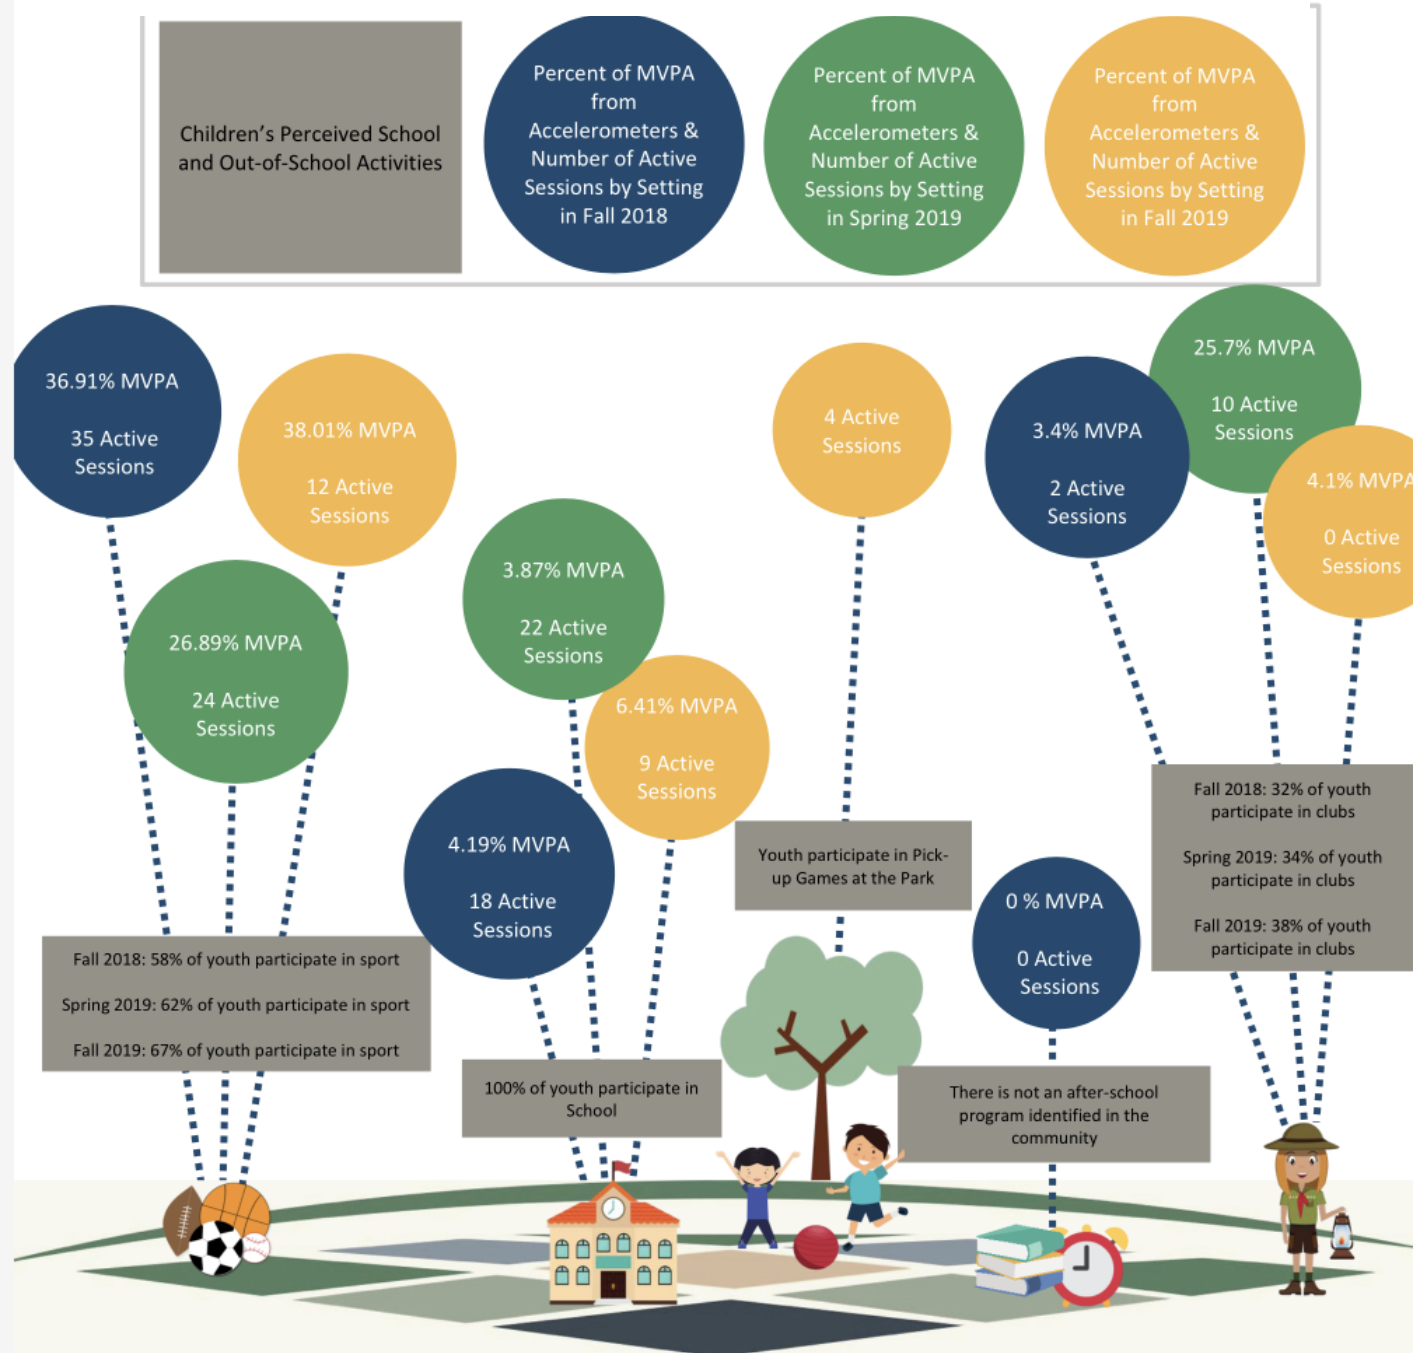 Children’s Perceived School
and Out-of-School Activities
Percent of MVPA
from
Accelerometers &
Number of Active
Sessions by Setting
in Fall 2018
Percent of MVPA
from
Accelerometers &
Number of Active
Sessions by Setting
in Spring 2019
Percent of MVPA
from
Accelerometers &
Number of Active
Sessions by Setting
in Fall 2019
36.91% MVPA
35 Active
Sessions
38.01% MVPA
12 Active
Sessions
26.89% MVPA
24 Active
Sessions
Fall 2018: 58% of youth participate in sport
Spring 2019: 62% of youth participate in sport
Fall 2019: 67% of youth participate in sport
3.87% MVPA
22 Active
Sessions
6.41% MVPA
9 Active
Sessions
4.19% MVPA
18 Active
Sessions
100% of youth participate in
School
4 Active
Sessions
Youth participate in Pick-
up Games at the Park
0 % MVPA
0 Active
Sessions
There is not an after-school
program identified in the
community
3.4% MVPA
2 Active
Sessions
25.7% MVPA
10 Active
Sessions
4.1% MVPA
0 Active
Sessions
Fall 2018: 32% of youth
participate in clubs
Spring 2019: 34% of youth
participate in clubs
Fall 2019: 38% of youth
participate in clubs